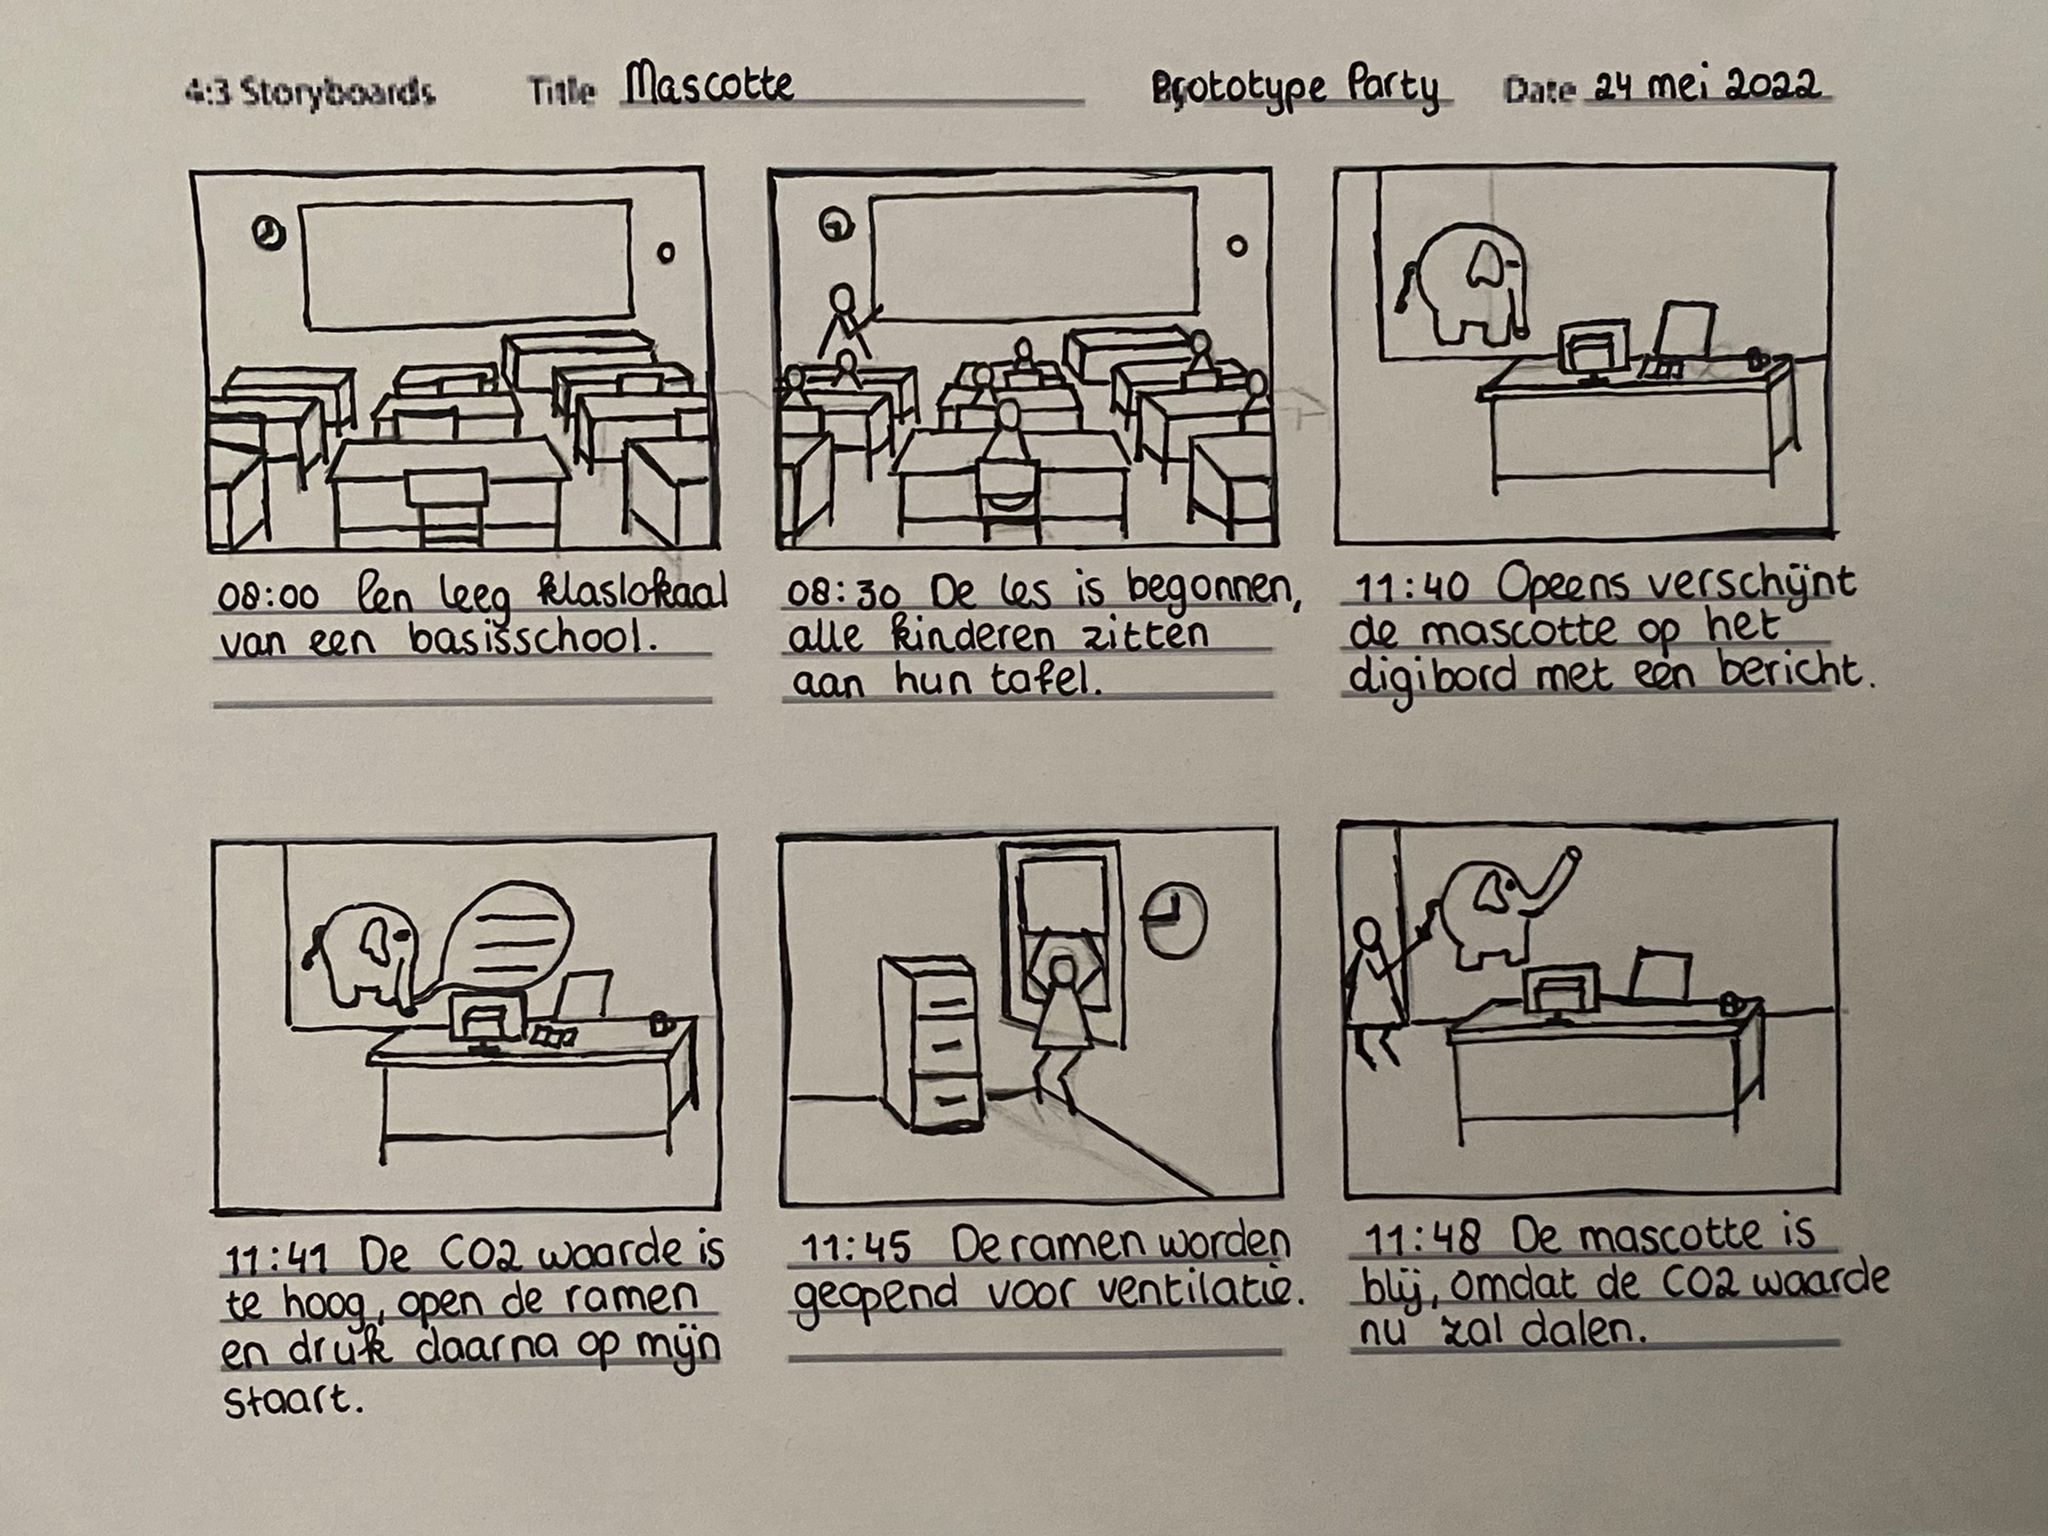 4:3 Storyboards Title Mascotte Prototype Party Date 24 mei 2022
08:00 Een leeg klaslokaal
van een basisschool.
08:30 De les is begonnen,
alle kinderen zitten
aan hun tafel.
11:40 Opeens verschijnt
de mascotte op het
digibord met een bericht.
11:41 De CO2 waarde is
te hoog, open de ramen
en druk daarna op mijn
staart.
11:45 De ramen worden
geopend voor ventilatie.
11:48 De mascotte is
blij, omdat de CO2 waarde
nu zal dalen.